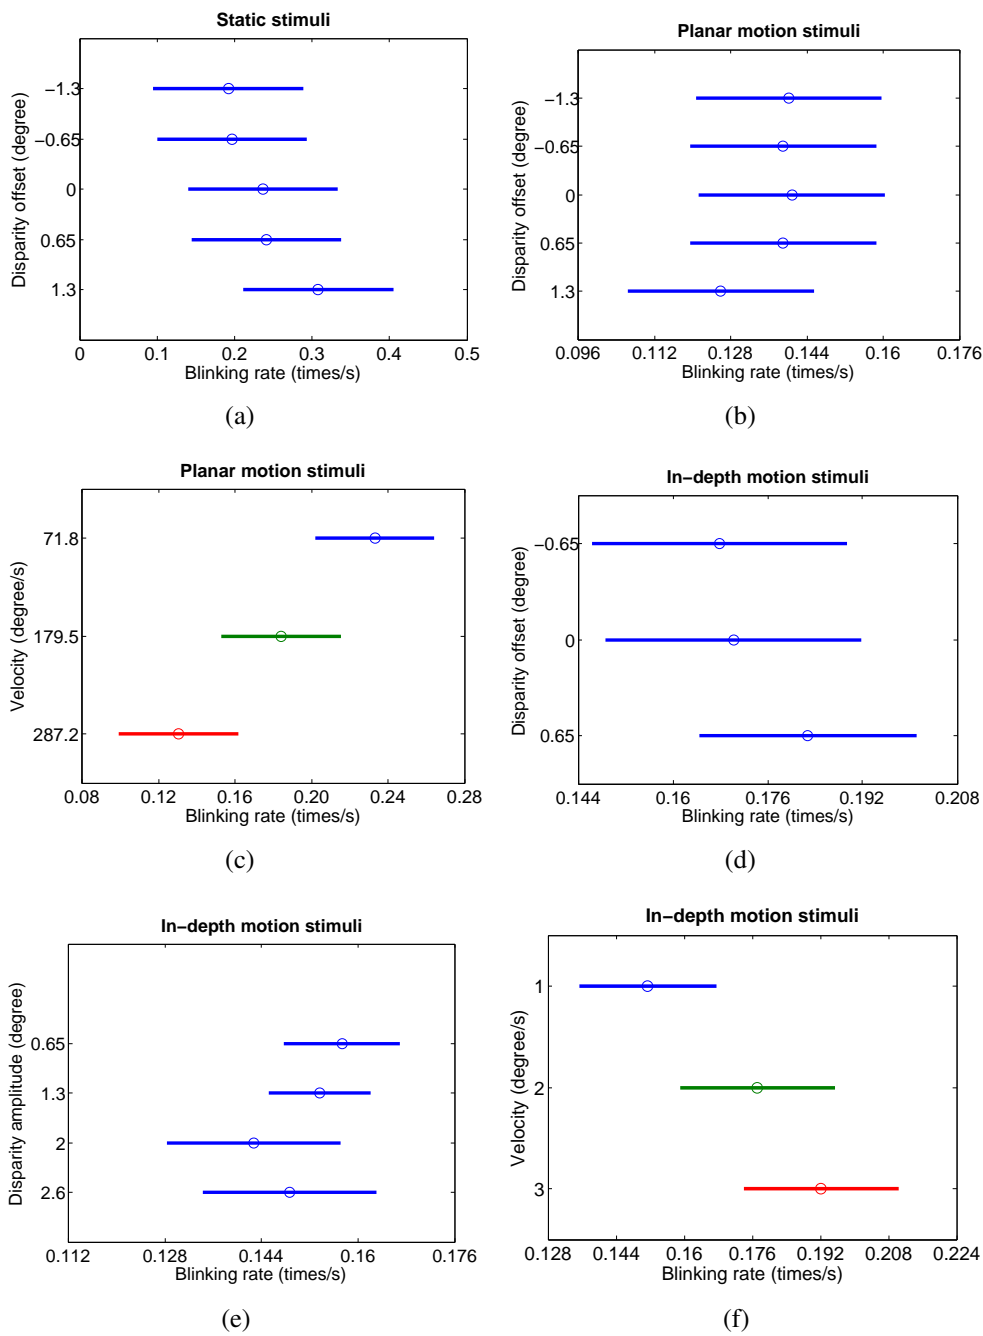 Static stimuli
Disparity offset (degree)
−1.3
−0.65
0
0.65
1.3
0 0.1 0.2 0.3 0.4 0.5
Blinking rate (times/s)
(a)
Planar motion stimuli
Disparity offset (degree)
−1.3
−0.65
0
0.65
1.3
0.096 0.112 0.128 0.144 0.16 0.176
Blinking rate (times/s)
(b)
Planar motion stimuli
Velocity (degree/s)
71.8
179.5
287.2
0.08 0.12 0.16 0.20 0.24 0.28
Blinking rate (times/s)
(c)
In−depth motion stimuli
Disparity offset (degree)
−0.65
0
0.65
0.144 0.16 0.176 0.192 0.208
Blinking rate (times/s)
(d)
In−depth motion stimuli
Disparity amplitude (degree)
0.65
1.3
2
2.6
0.112 0.128 0.144 0.16 0.176
Blinking rate (times/s)
(e)
In−depth motion stimuli
Velocity (degree/s)
1
2
3
0.128 0.144 0.16 0.176 0.192 0.208 0.224
Blinking rate (times/s)
(f)